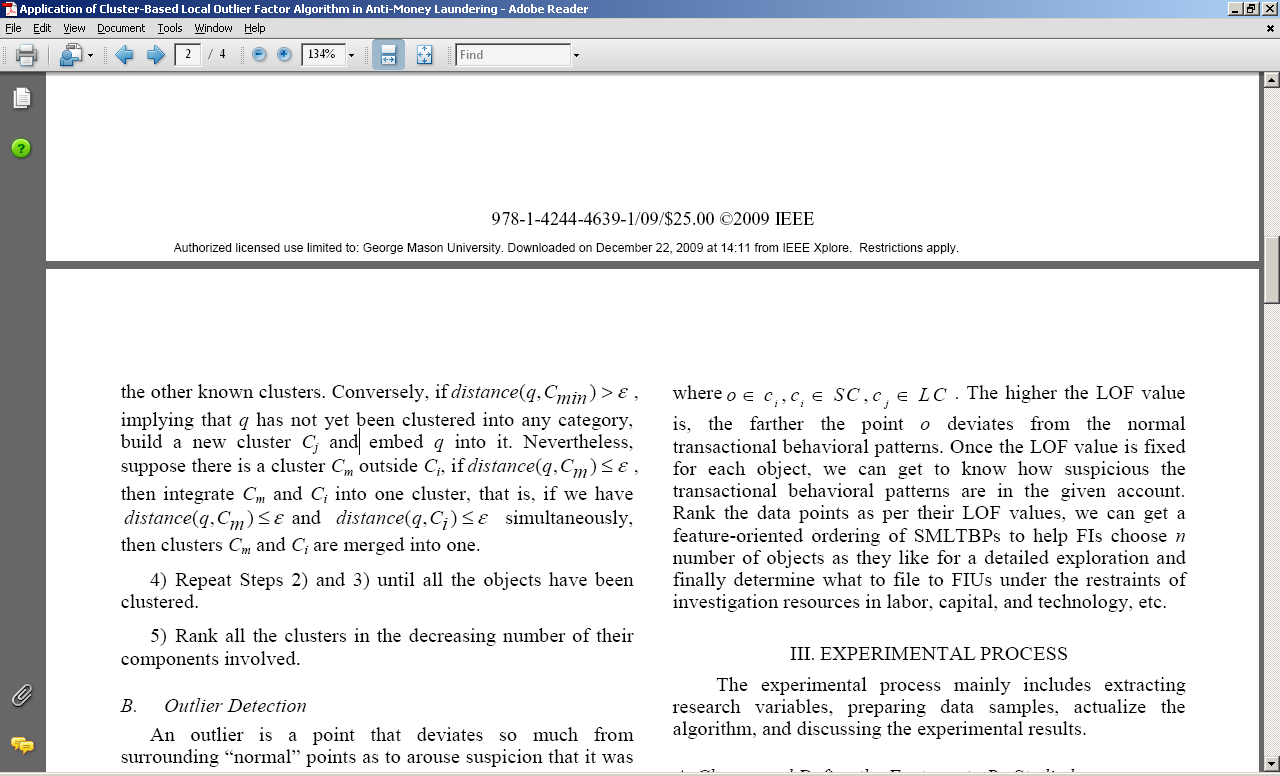 Application of Cluster-Based Local Outlier Factor Algorithm in Anti-Money Laundering - Adobe Reader
File Edit View Document Tools Window Help
2 / 4 134% Find
978-1-4244-4639-1/09/$25.00 ©2009 IEEE
Authorized licensed use limited to: George Mason University. Downloaded on December 22, 2009 at 14:11 from IEEE Xplore. Restrictions apply.
the other known clusters. Conversely, if distance(q,Cmin) > ε ,
implying that q has not yet been clustered into any category,
build a new cluster Cj and embed q into it. Nevertheless,
suppose there is a cluster Cm outside Ci, if distance(q,Cm) ≤ ε ,
then integrate Cm and Ci into one cluster, that is, if we have
distance(q,Cm) ≤ ε and distance(q,Ci) ≤ ε simultaneously,
then clusters Cm and Ci are merged into one.
4) Repeat Steps 2) and 3) until all the objects have been
clustered.
5) Rank all the clusters in the decreasing number of their
components involved.
B. Outlier Detection
An outlier is a point that deviates so much from
surrounding “normal” points as to arouse suspicion that it was
where o ∈ ci , ci ∈ SC , cj ∈ LC . The higher the LOF value
is, the farther the point o deviates from the normal
transactional behavioral patterns. Once the LOF value is fixed
for each object, we can get to know how suspicious the
transactional behavioral patterns are in the given account.
Rank the data points as per their LOF values, we can get a
feature-oriented ordering of SMLTBPs to help FIs choose n
number of objects as they like for a detailed exploration and
finally determine what to file to FIUs under the restraints of
investigation resources in labor, capital, and technology, etc.
III. EXPERIMENTAL PROCESS
The experimental process mainly includes extracting
research variables, preparing data samples, actualize the
algorithm, and discussing the experimental results.